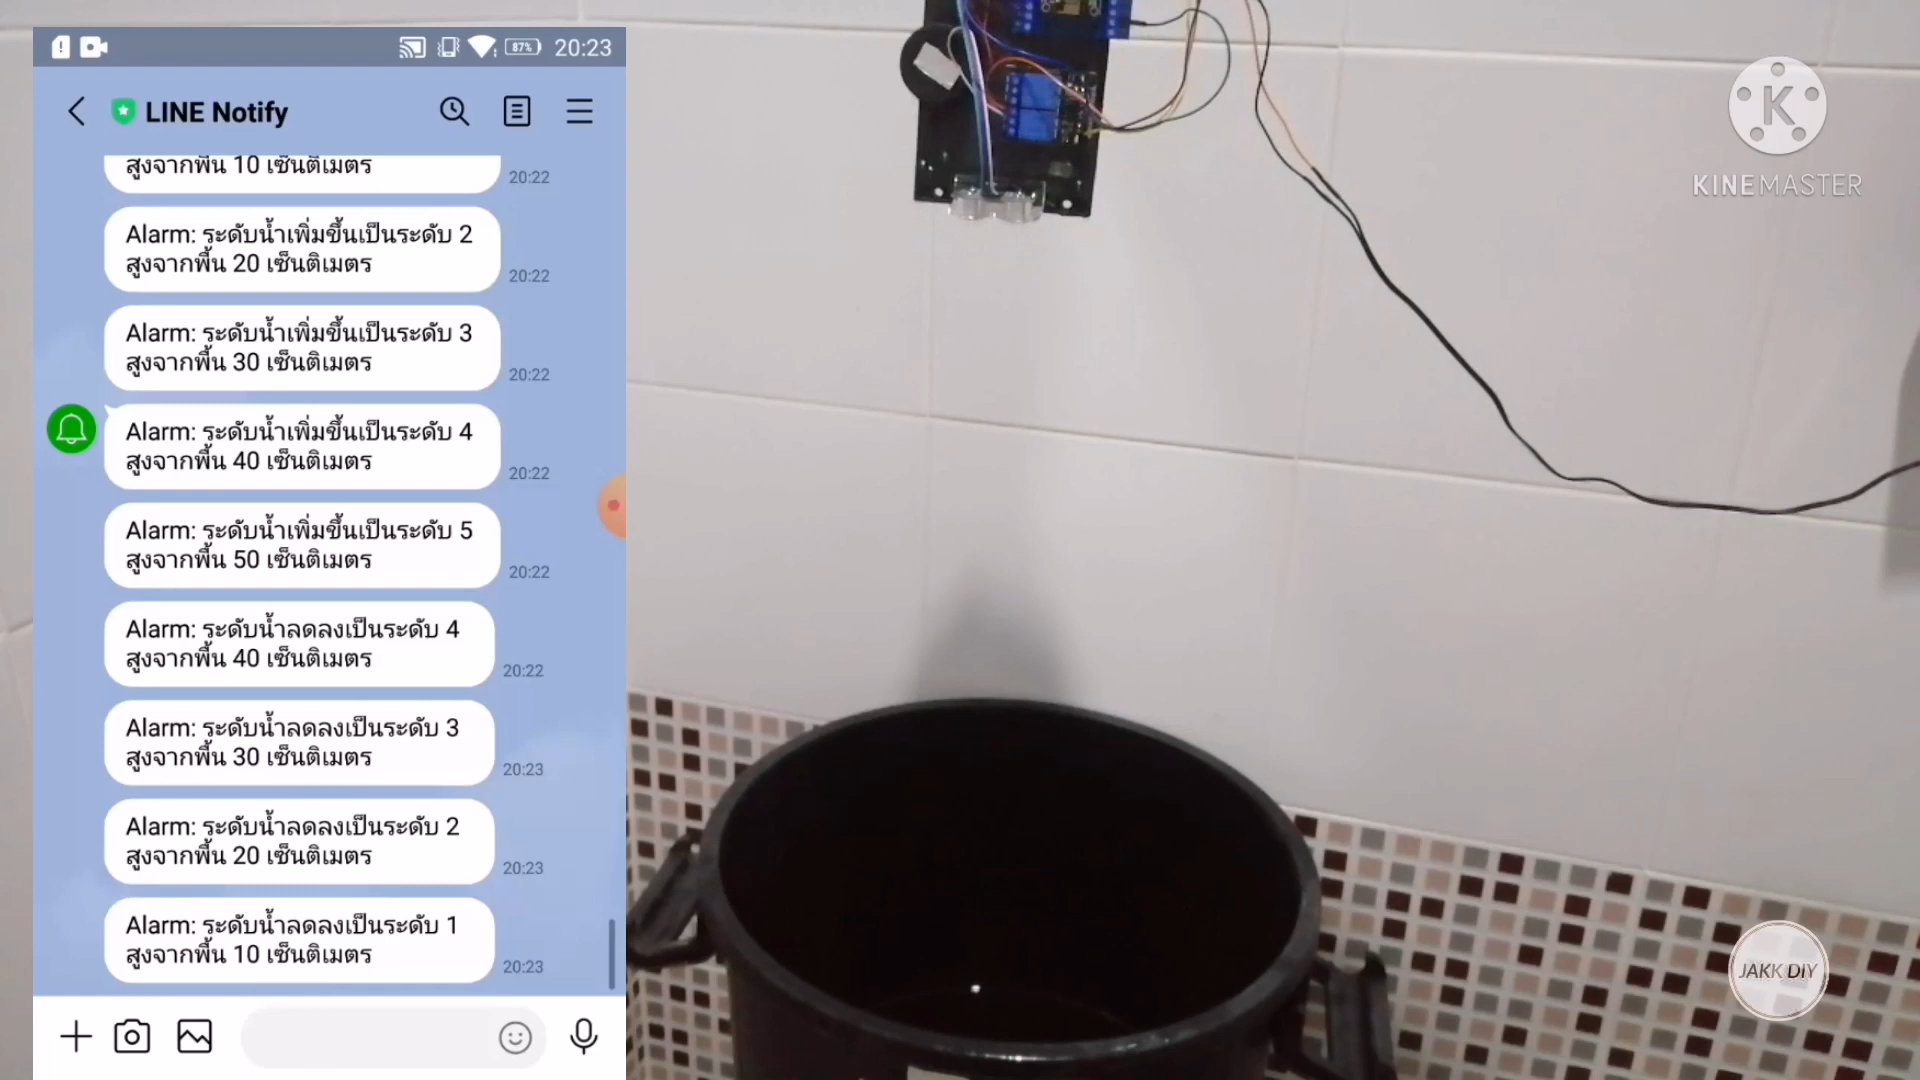 87% 20:23
LINE Notify
สูงจากพื้น 10 เซ็นติเมตร
20:22
Alarm: ระดับน้ำเพิ่มขึ้นเป็นระดับ 2
สูงจากพื้น 20 เซ็นติเมตร
20:22
Alarm: ระดับน้ำเพิ่มขึ้นเป็นระดับ 3
สูงจากพื้น 30 เซ็นติเมตร
20:22
Alarm: ระดับน้ำเพิ่มขึ้นเป็นระดับ 4
สูงจากพื้น 40 เซ็นติเมตร
20:22
Alarm: ระดับน้ำเพิ่มขึ้นเป็นระดับ 5
สูงจากพื้น 50 เซ็นติเมตร
20:22
Alarm: ระดับน้ำลดลงเป็นระดับ 4
สูงจากพื้น 40 เซ็นติเมตร
20:22
Alarm: ระดับน้ำลดลงเป็นระดับ 3
สูงจากพื้น 30 เซ็นติเมตร
20:23
Alarm: ระดับน้ำลดลงเป็นระดับ 2
สูงจากพื้น 20 เซ็นติเมตร
20:23
Alarm: ระดับน้ำลดลงเป็นระดับ 1
สูงจากพื้น 10 เซ็นติเมตร
20:23
K
KINEMASTER
JAKK DIY